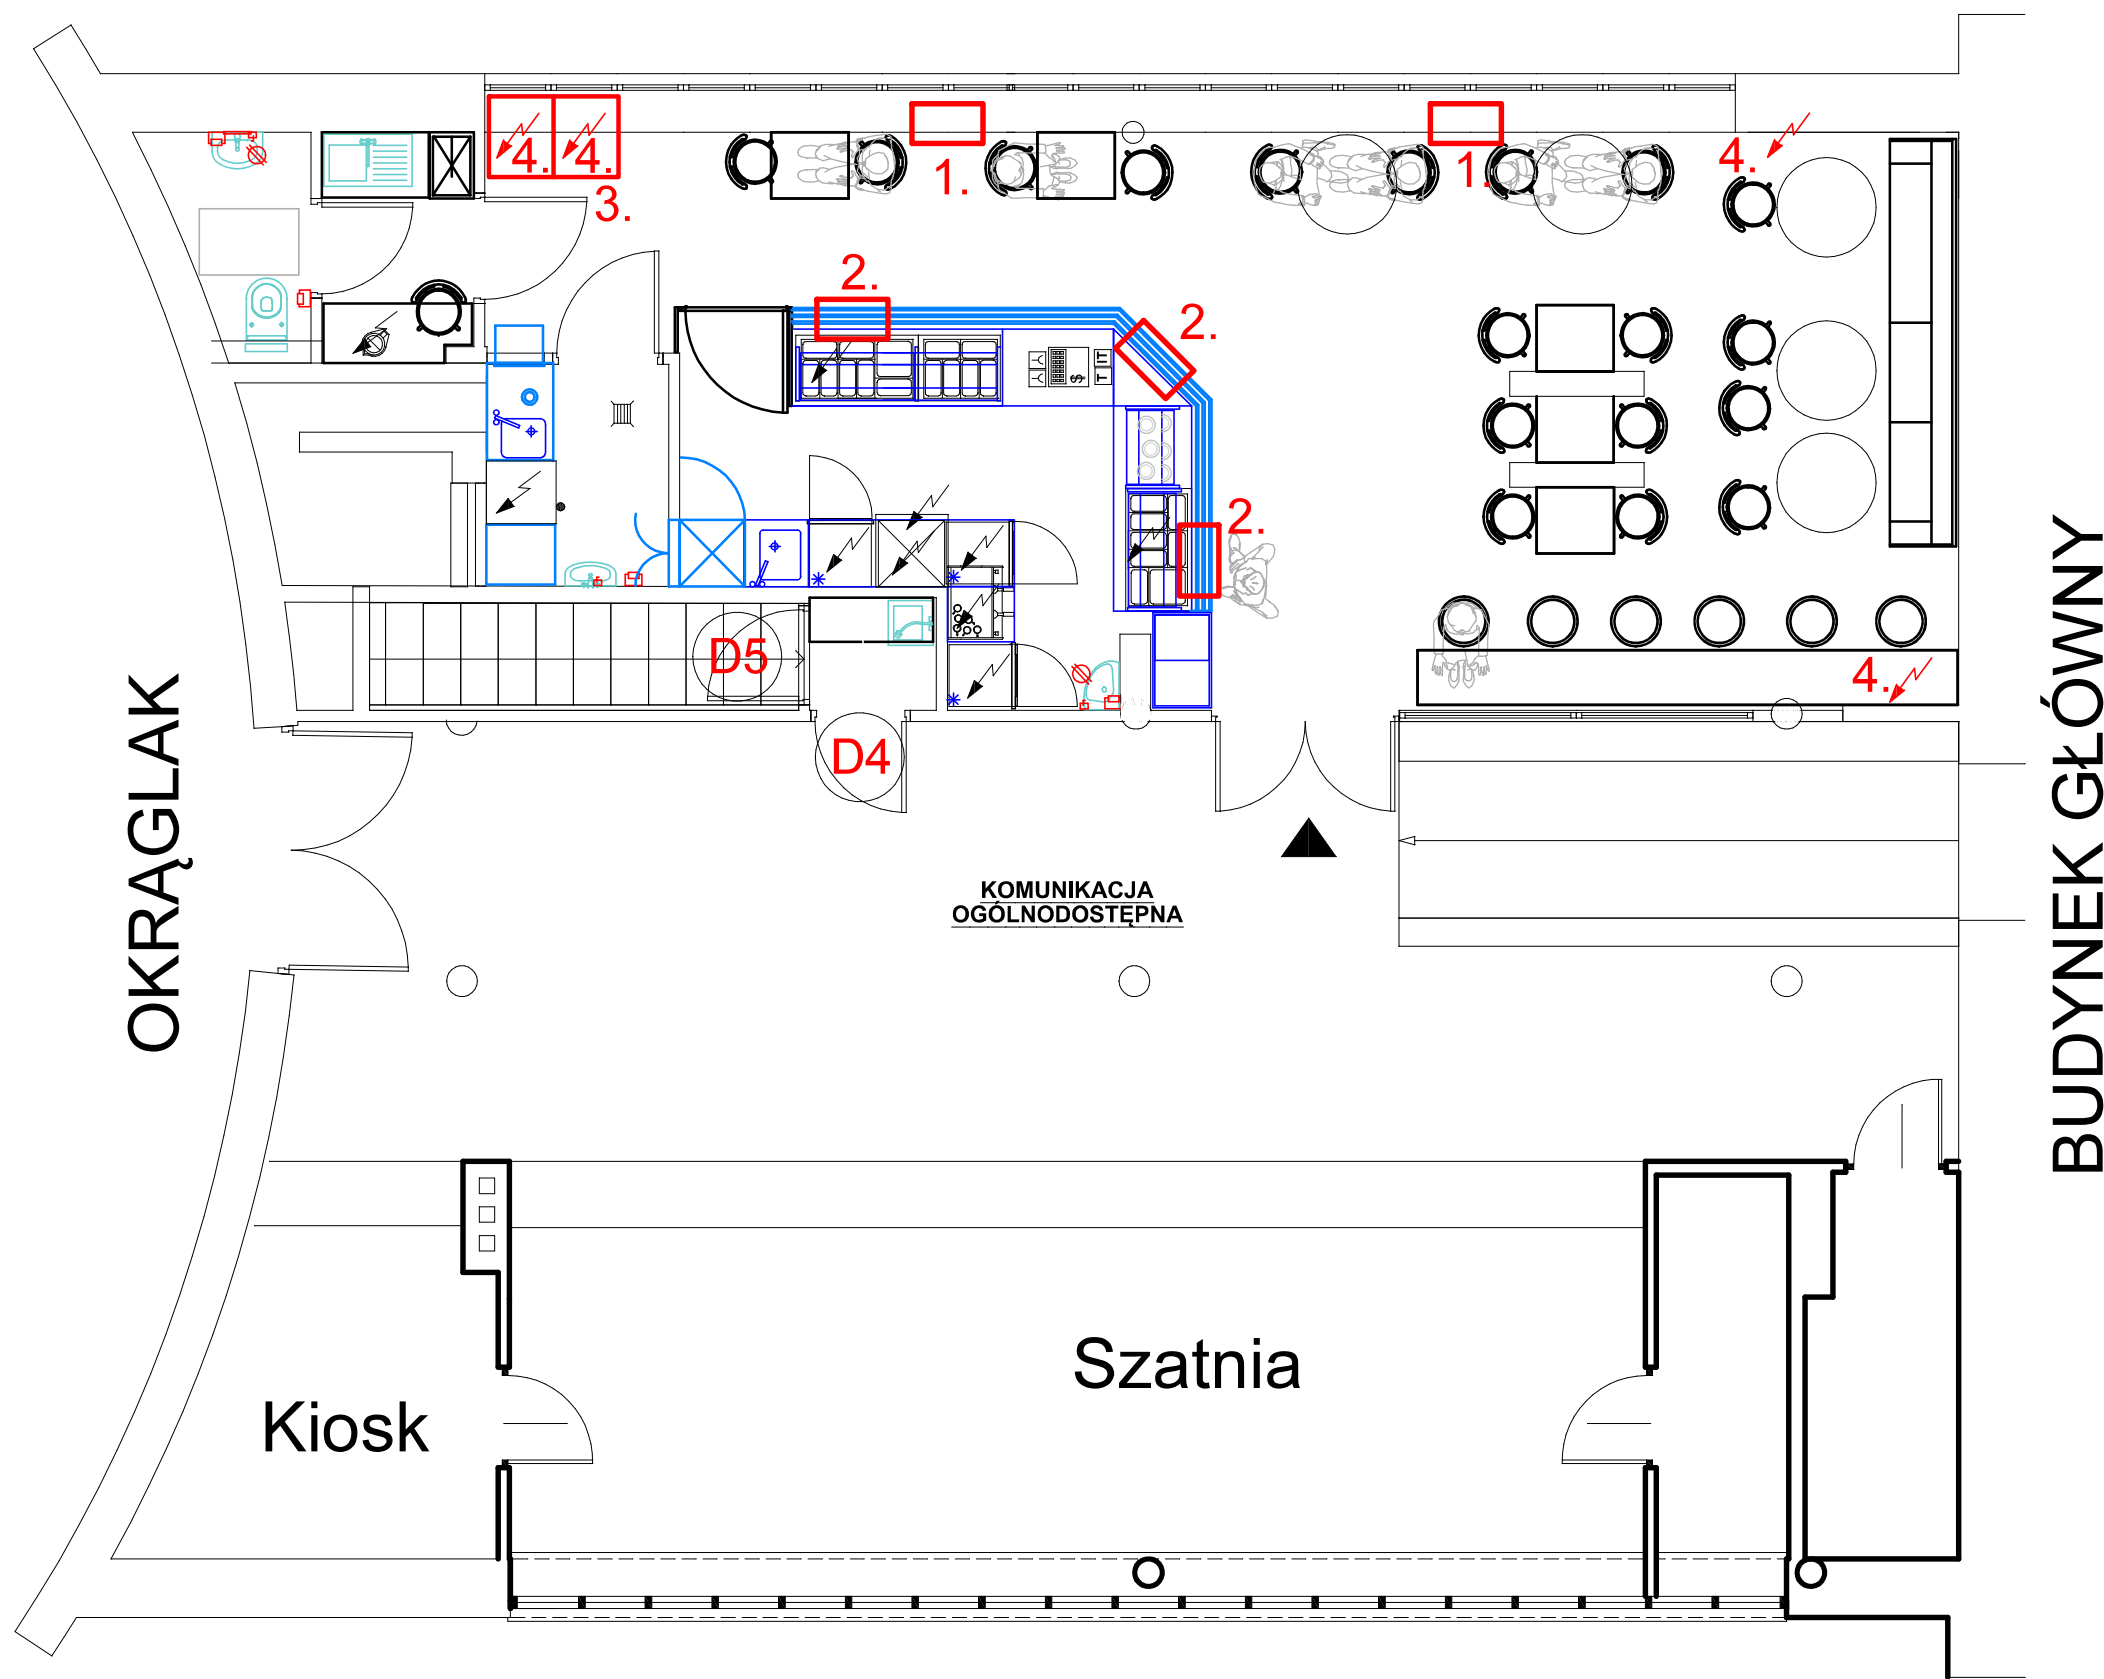 4.
4.
3.
1.
1.
4.
2.
2.
$
T IT
2.
D5
4.
D4
OKRĄGLAK
BUDYNEK GŁÓWNY
KOMUNIKACJA
OGÓLNODOSTĘPNA
Szatnia
Kiosk